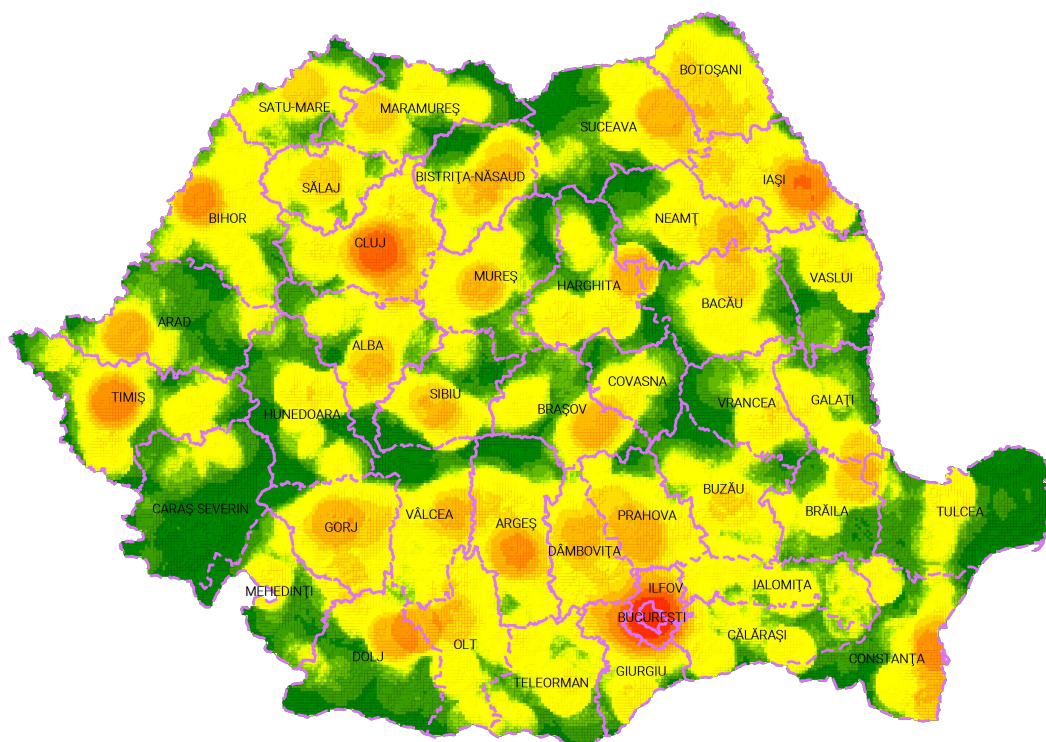 BOTOŞANI
SATU-MARE
MARAMUREŞ
SUCEAVA
BISTRIŢA-NĂSAUD
IAŞI
SĂLAJ
BIHOR
NEAMŢ
CLUJ
MUREŞ
HARGHITA
VASLUI
BACĂU
ARAD
ALBA
COVASNA
TIMIŞ
SIBIU
HUNEDOARA
BRAŞOV
VRANCEA
GALAŢI
BUZĂU
CARAŞ SEVERIN
VÂLCEA
PRAHOVA
BRĂILA
TULCEA
GORJ
ARGEŞ
DÂMBOVIŢA
MEHEDINŢI
ILFOV
IALOMIŢA
BUCUREŞTI
CĂLĂRAŞI
OLT
DOLJ
GIURGIU
CONSTANŢA
TELEORMAN